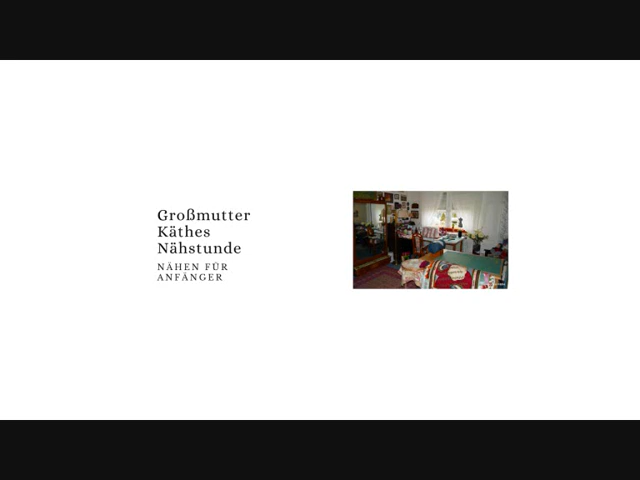 Großmutter
Käthes
Nähstunde
NÄHEN FÜR
ANFÄNGER